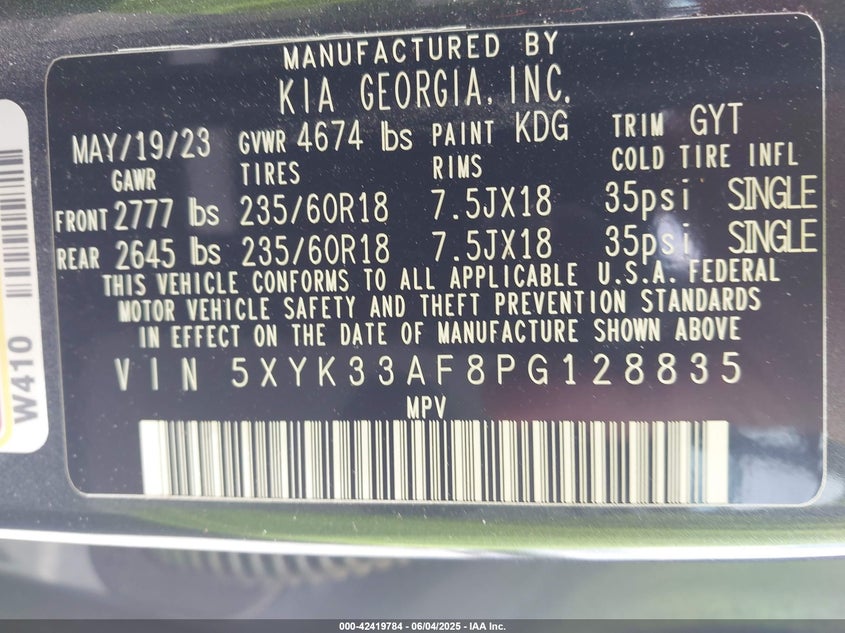 MANUFACTURED BY
KIA GEORGIA, INC.
MAY/19/23 GVWR 4674 lbs PAINT KDG TRIM GYT
GAWR TIRES RIMS COLD TIRE INFL
FRONT 2777 lbs 235/60R18 7.5JX18 35psi SINGLE
REAR 2645 lbs 235/60R18 7.5JX18 35psi SINGLE
THIS VEHICLE CONFORMS TO ALL APPLICABLE U.S.A. FEDERAL
MOTOR VEHICLE SAFETY AND THEFT PREVENTION STANDARDS
IN EFFECT ON THE DATE OF MANUFACTURE SHOWN ABOVE
VIN 5XYK33AF8PG128835
MPV
W410
000-42419784 - 06/04/2025 - IAA Inc.